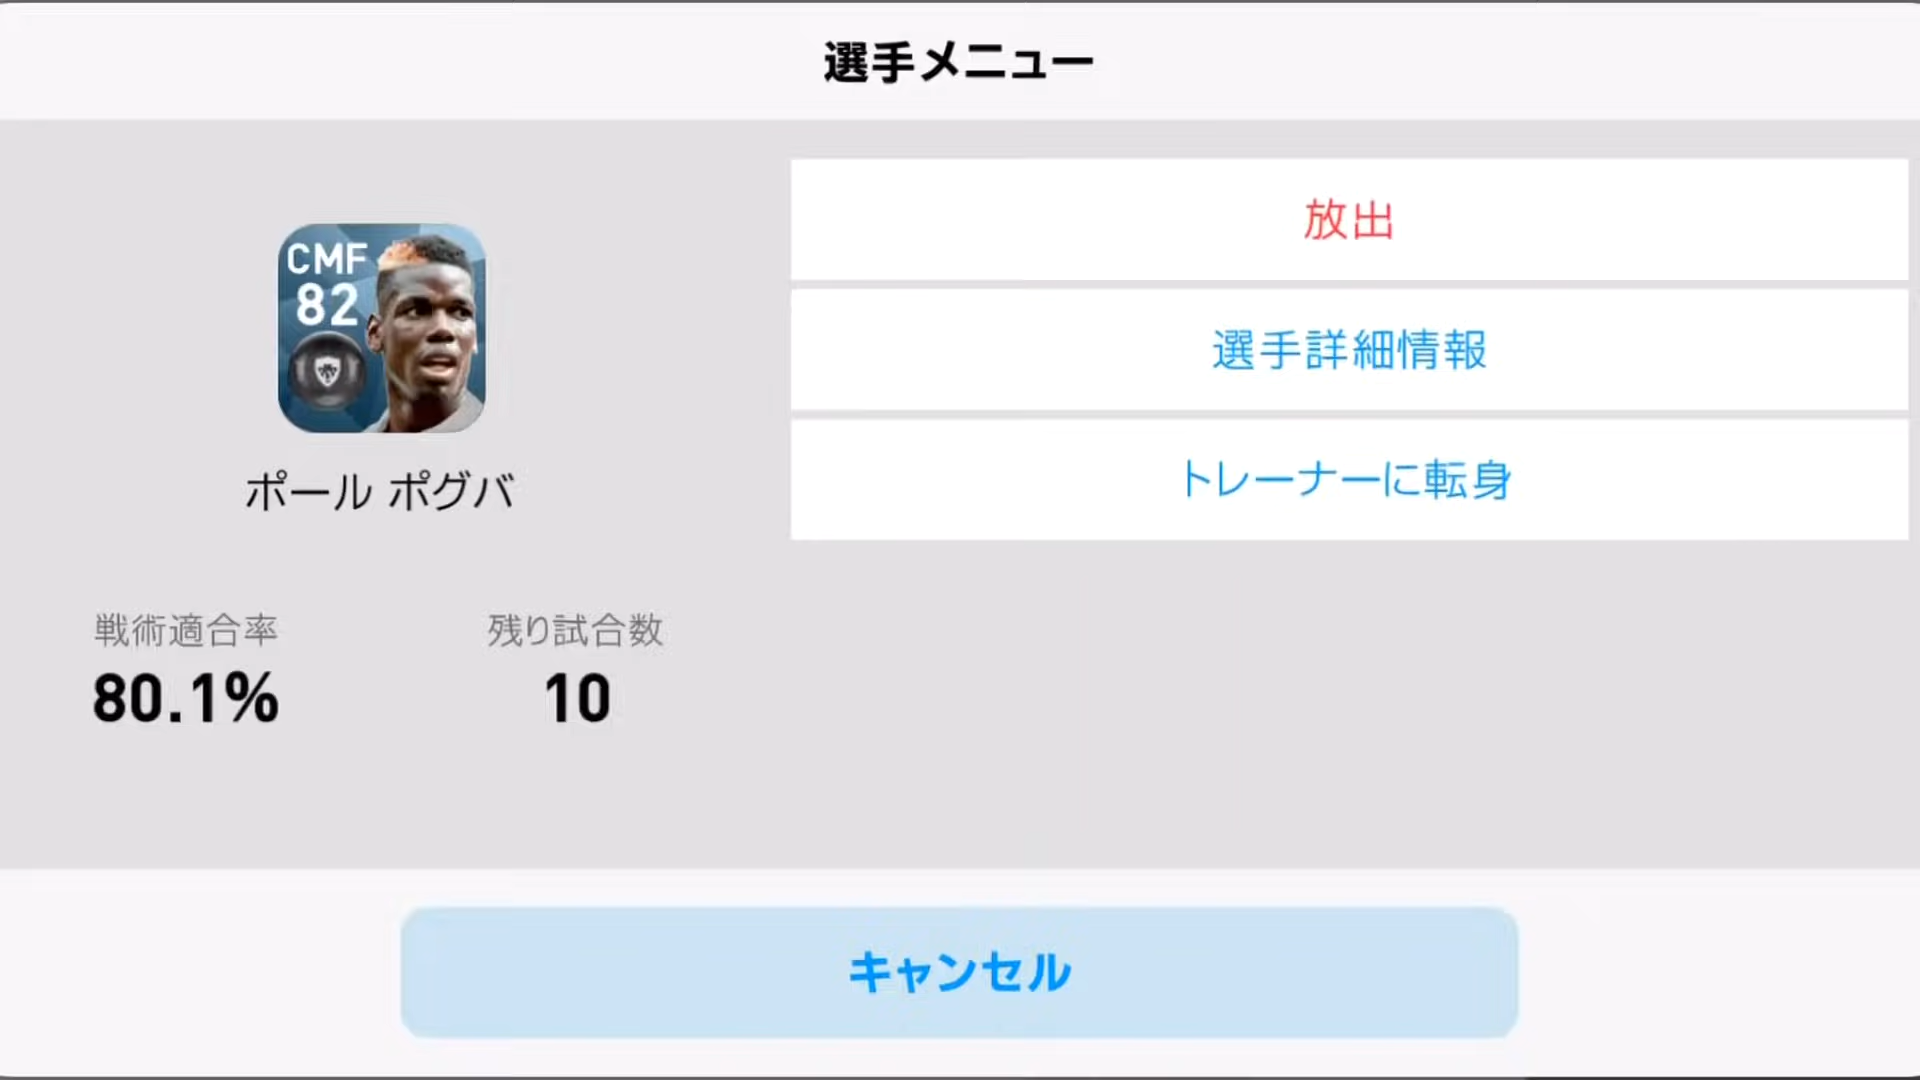 選手メニュー
CMF
82
ポール ポグバ
戦術適合率
80.1%
残り試合数
10
放出
選手詳細情報
トレーナーに転身
キャンセル